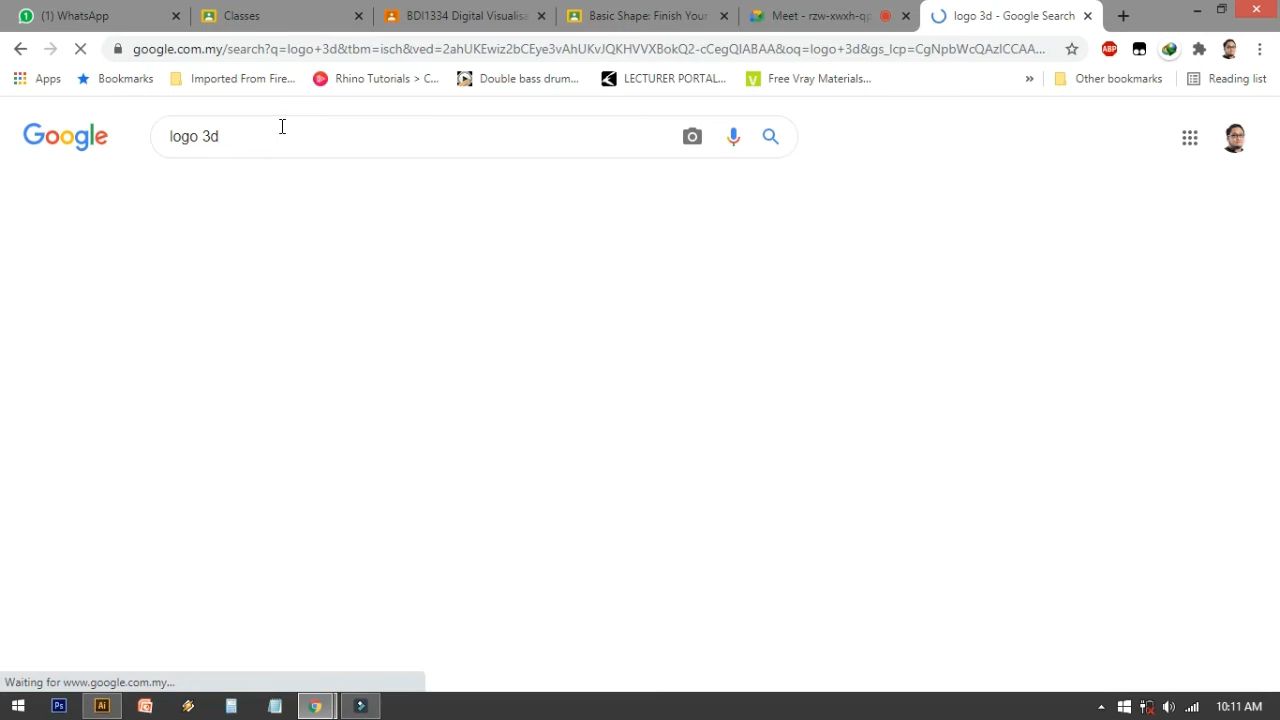 (1) WhatsApp
Classes
BDI1334 Digital Visualisa
Basic Shape: Finish Your
Meet - rzw-xwxh-q
logo 3d - Google Search
google.com.my/search?q=logo+3d&tbm=isch&ved=2ahUKEwiz2bCEye3vAhUKvJQKHVVXBokQ2-cCegQIABAA&oq=logo+3d&gs_lcp=CgNpbWcQAzICCAA...
ABP
Apps
Bookmarks
Imported From Fire...
Rhino Tutorials > C...
Double bass drum...
LECTURER PORTAL...
Free Vray Materials...
»
Other bookmarks
Reading list
Google
logo 3d
Waiting for www.google.com.my...
Ps
Ai
10:11 AM